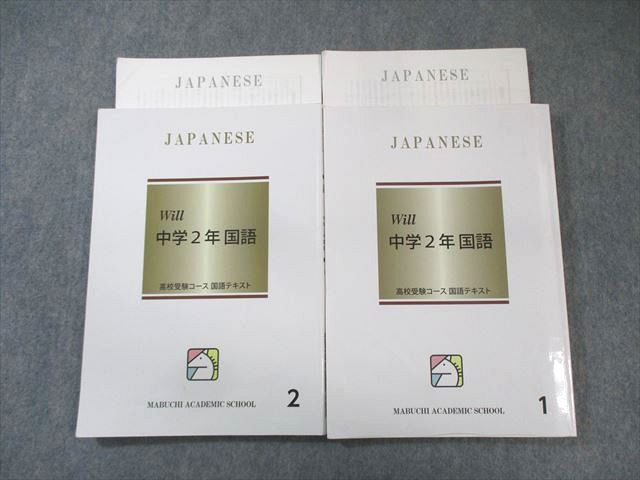 JAPANESE
JAPANESE
JAPANESE
Will
中学2年 国語
高校受験コース 国語テキスト
MABUCHI ACADEMIC SCHOOL
2
JAPANESE
Will
中学2年 国語
高校受験コース 国語テキスト
MABUCHI ACADEMIC SCHOOL
1